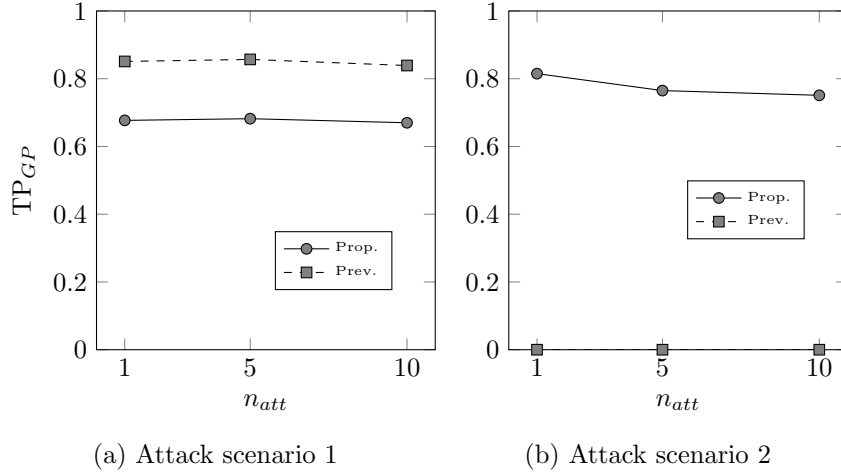 1
0.8
0.6
0.4
0.2
0
TP_GP
Prop.
Prev.
1 5 10
n_att
(a) Attack scenario 1
1
0.8
0.6
0.4
0.2
0
Prop.
Prev.
1 5 10
n_att
(b) Attack scenario 2